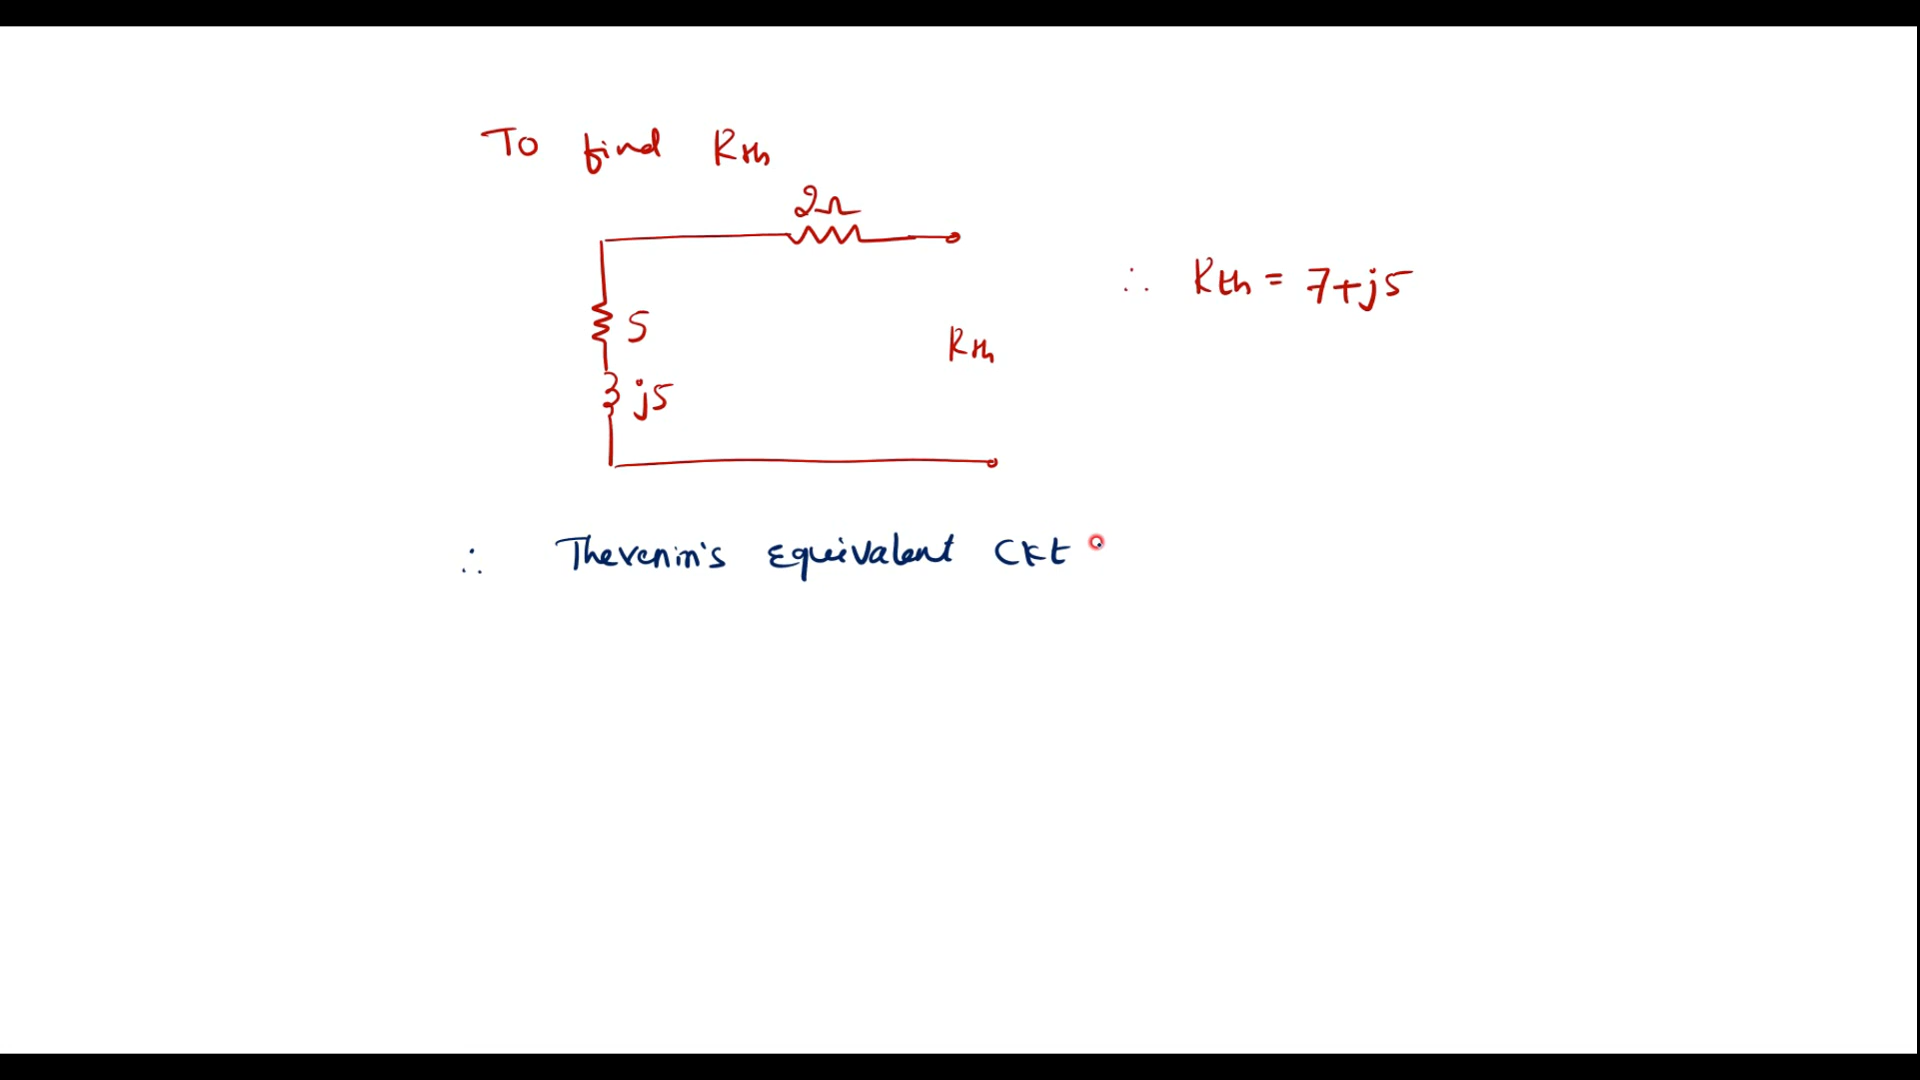 To find Rth
2Ω
∴ Rth = 7+j5
5
Rth
j5
∴ Thevenin's Equivalent Ckt